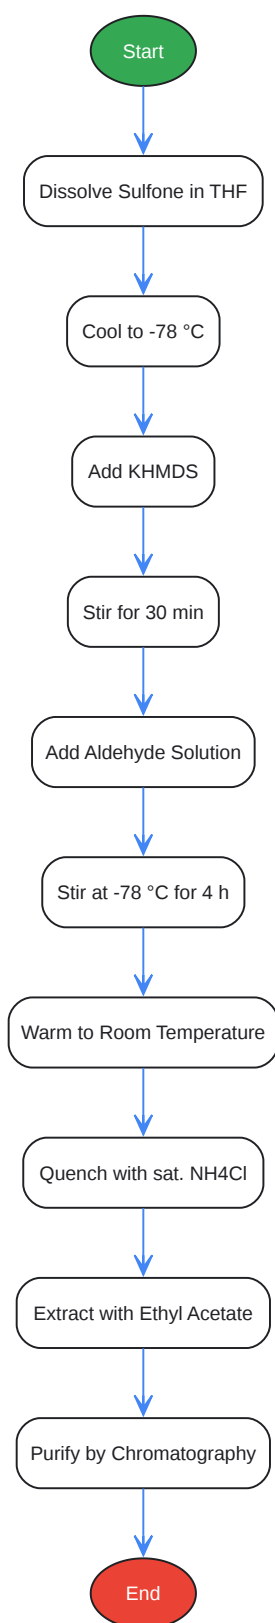 Start
Dissolve Sulfone in THF
Cool to -78 °C
Add KHMDS
Stir for 30 min
Add Aldehyde Solution
Stir at -78 °C for 4 h
Warm to Room Temperature
Quench with sat. NH4Cl
Extract with Ethyl Acetate
Purify by Chromatography
End